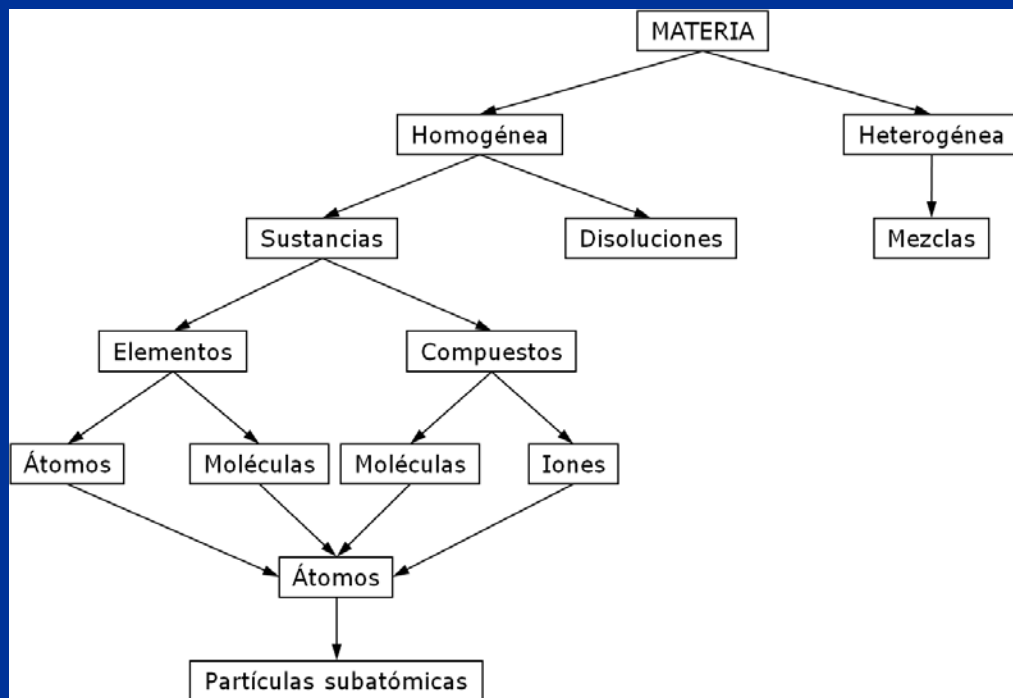 MATERIA
Homogénea
Heterogénea
Sustancias
Disoluciones
Mezclas
Elementos
Compuestos
Átomos
Moléculas
Moléculas
Iones
Átomos
Partículas subatómicas